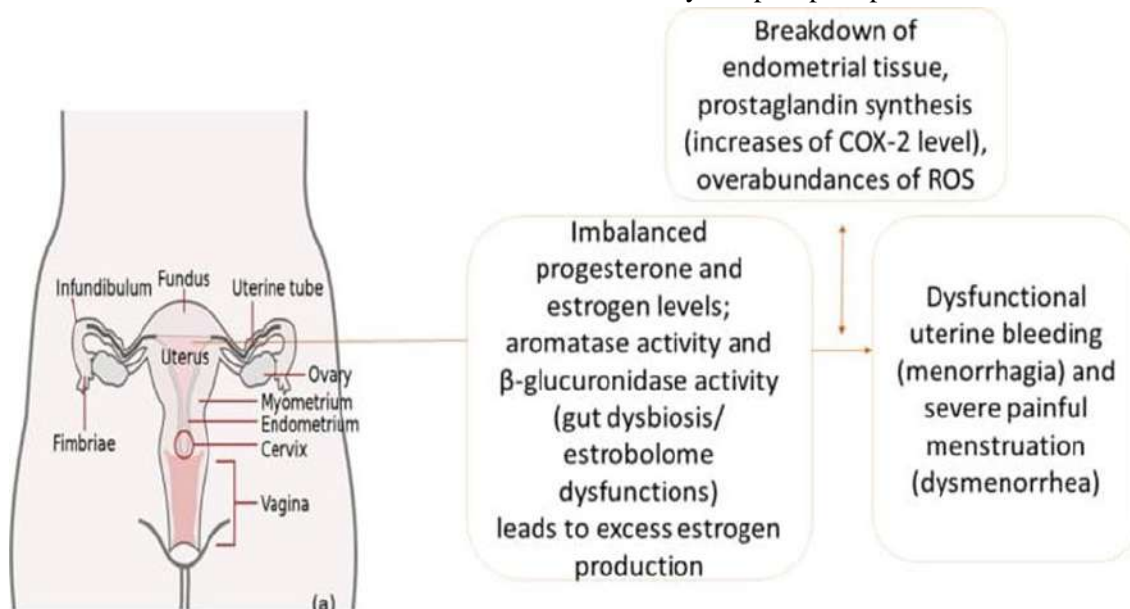 Breakdown of
endometrial tissue,
prostaglandin synthesis
(increases of COX-2 level),
overabundances of ROS
Infundibulum
Fundus
Uterine tube
Uterus
Ovary
Myometrium
Endometrium
Cervix
Fimbriae
Vagina
(a)
Imbalanced
progesterone and
estrogen levels;
aromatase activity and
β-glucuronidase activity
(gut dysbiosis/
estrobolome
dysfunctions)
leads to excess estrogen
production
Dysfunctional
uterine bleeding
(menorrhagia) and
severe painful
menstruation
(dysmenorrhea)